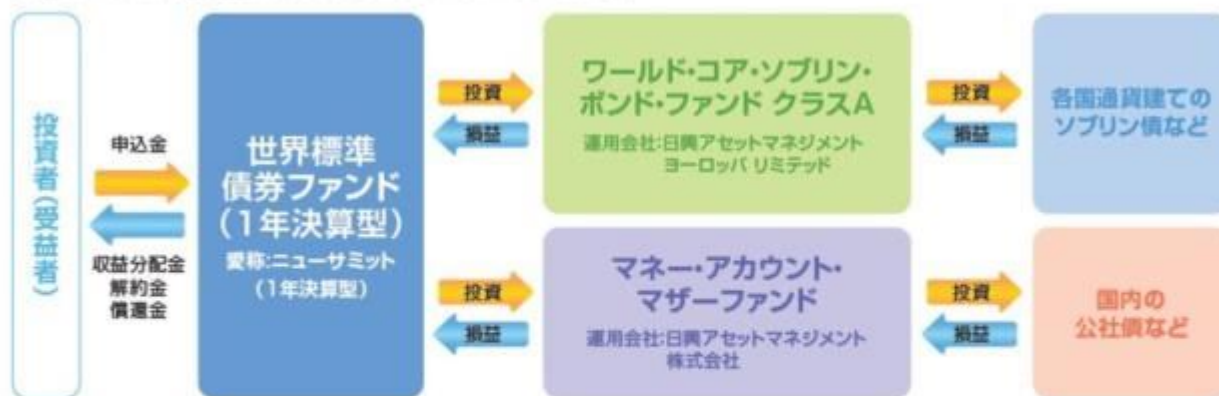 投資者(受益者)
申込金
収益分配金
解約金
償還金
世界標準
債券ファンド
(1年決算型)
愛称:ニューサミット
(1年決算型)
投資
損益
ワールド・コア・ソブリン・
ボンド・ファンド クラスA
運用会社:日興アセットマネジメント
ヨーロッパ リミテッド
投資
損益
各国通貨建ての
ソブリン債など
投資
損益
マネー・アカウント・
マザーファンド
運用会社:日興アセットマネジメント
株式会社
投資
損益
国内の
公社債など